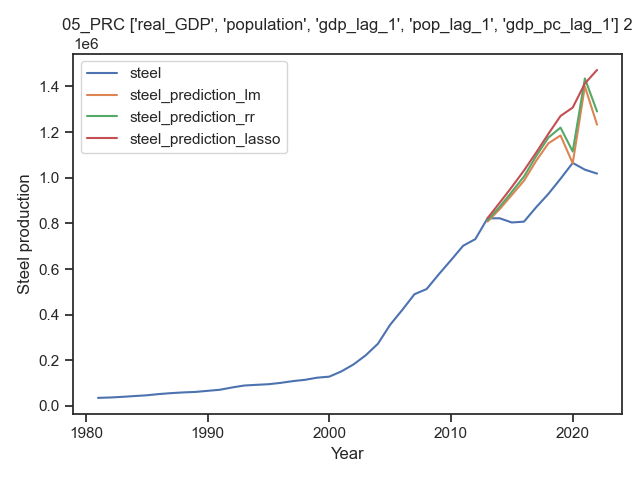 05_PRC ['real_GDP', 'population', 'gdp_lag_1', 'pop_lag_1', 'gdp_pc_lag_1'] 2
1e6
steel
steel_prediction_lm
steel_prediction_rr
steel_prediction_lasso
1.4
1.2
1.0
0.8
0.6
0.4
0.2
0.0
Steel production
1980
1990
2000
2010
2020
Year